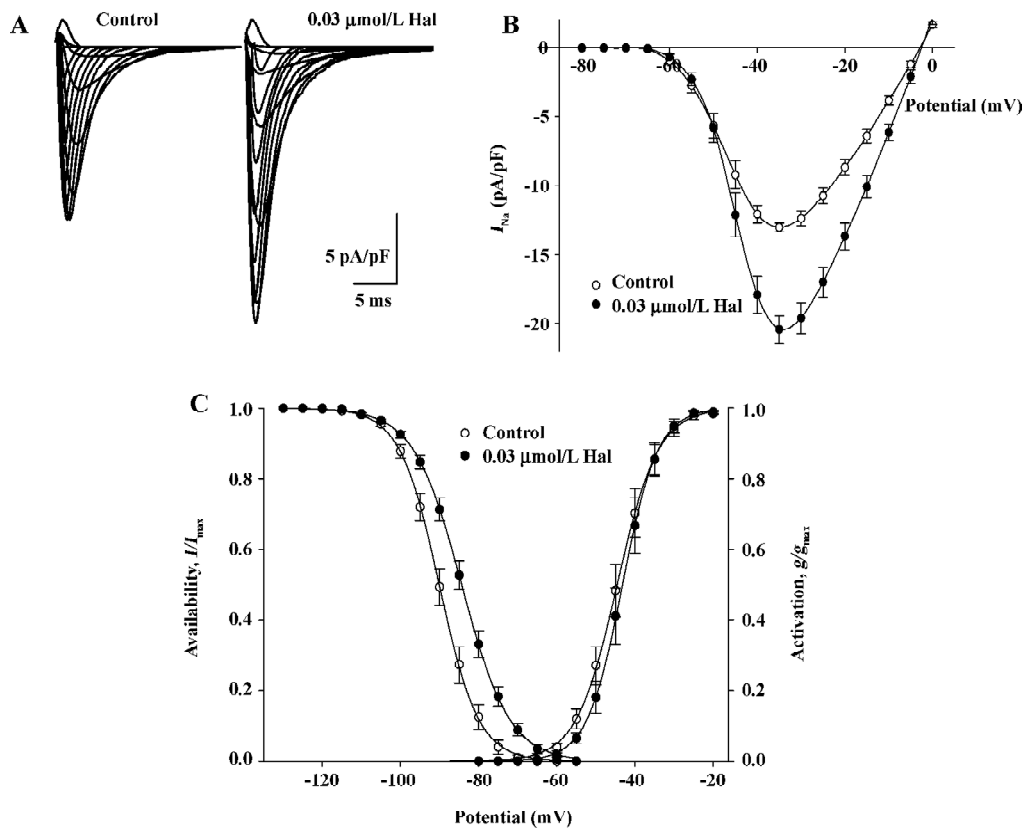 A
Control
0.03 μmol/L Hal
5 pA/pF
5 ms
B
-80 -60 -40 -20 0
0
-5
-10
-15
-20
Potential (mV)
I_Na (pA/pF)
Control
0.03 μmol/L Hal
C
Control
0.03 μmol/L Hal
1.0
0.8
0.6
0.4
0.2
0.0
Availability, I/I_max
1.0
0.8
0.6
0.4
0.2
0.0
Activation, g/g_max
-120 -100 -80 -60 -40 -20
Potential (mV)